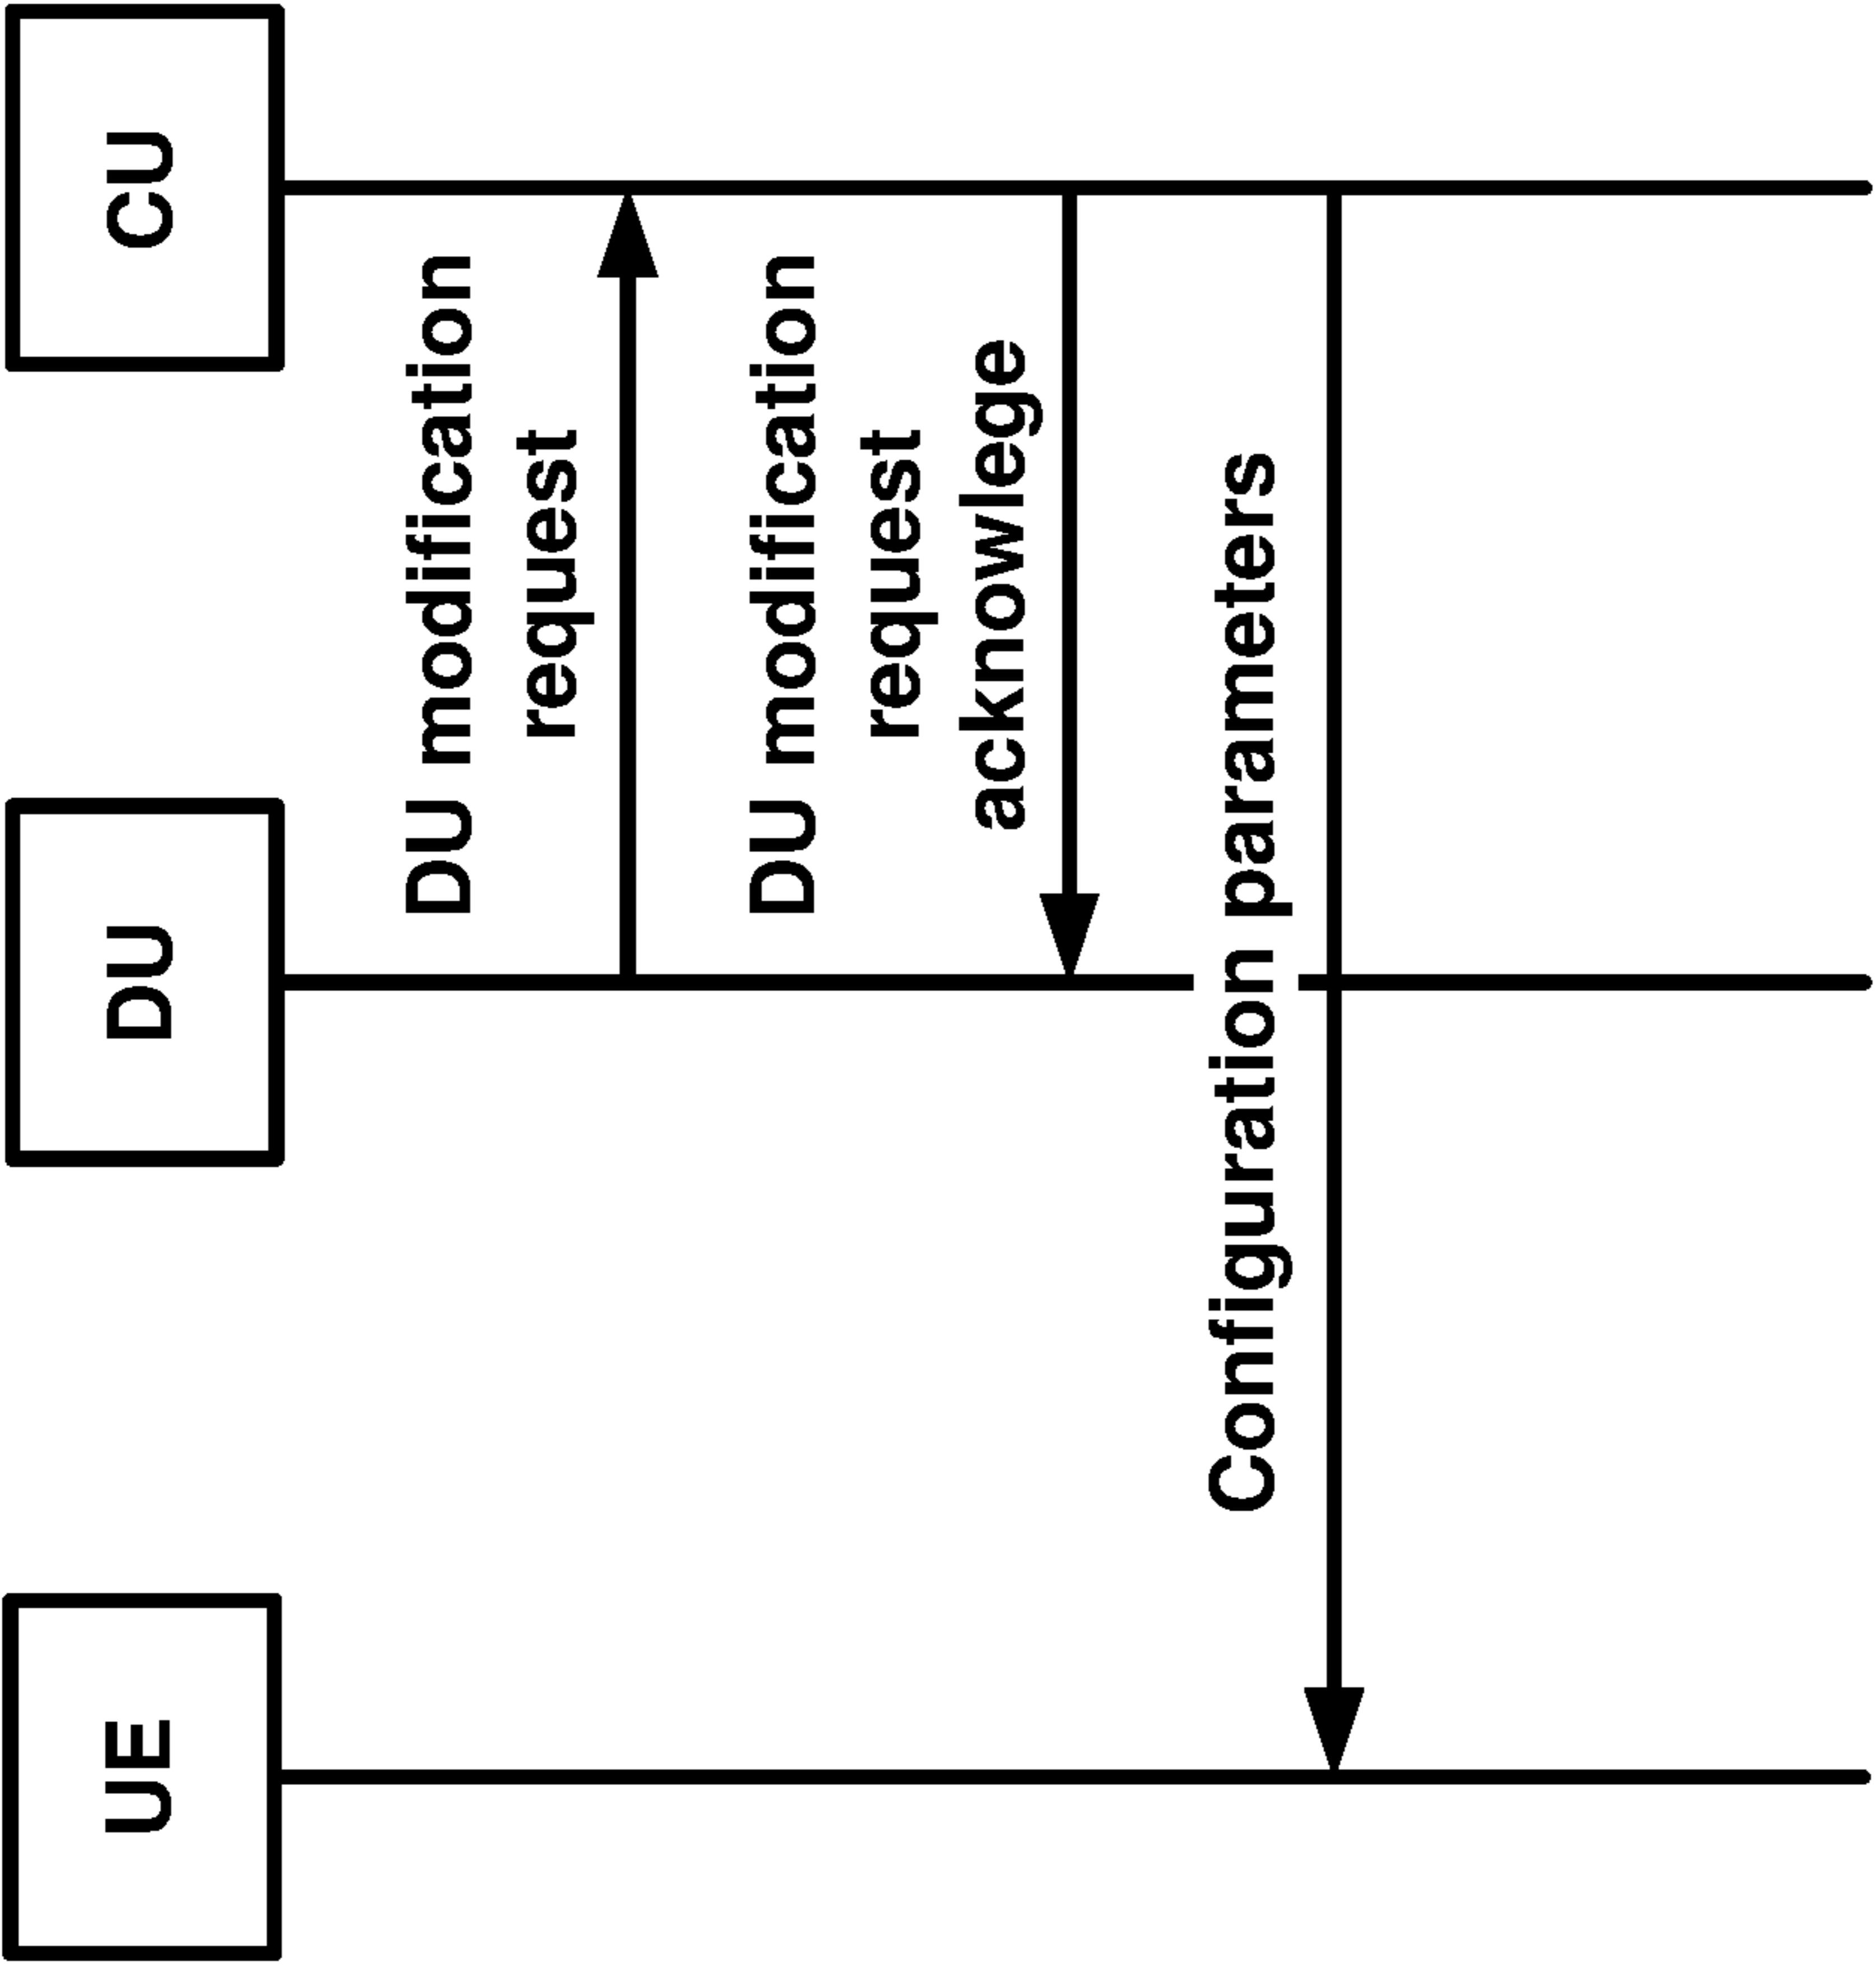 UE
DU
CU
DU modification
request
DU modification
request
acknowlege
Configuration parameters